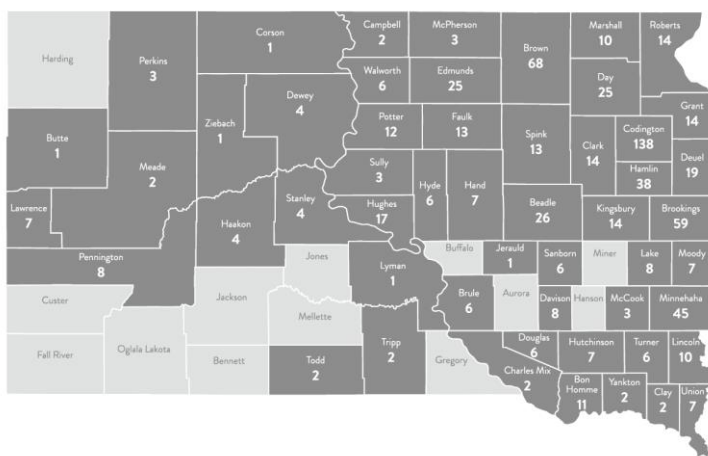 Harding
Perkins
3
Corson
1
Campbell
2
McPherson
3
Brown
68
Marshall
10
Roberts
14
Walworth
6
Edmunds
25
Day
25
Butte
1
Meade
2
Ziebach
1
Dewey
4
Potter
12
Faulk
13
Spink
13
Clark
14
Codington
138
Grant
14
Hamlin
38
Deuel
19
Lawrence
7
Haakon
4
Stanley
4
Sully
3
Hughes
17
Hyde
6
Hand
7
Beadle
26
Kingsbury
14
Brookings
59
Pennington
8
Jones
Lyman
1
Buffalo
Jerauld
1
Sanborn
6
Miner
Lake
8
Moody
7
Custer
Jackson
Mellette
Brule
6
Aurora
Davison
8
Hanson
McCook
3
Minnehaha
45
Fall River
Oglala Lakota
Bennett
Todd
2
Tripp
2
Gregory
Douglas
6
Charles Mix
2
Hutchinson
7
Turner
6
Lincoln
10
Bon
Homme
11
Yankton
2
Clay
2
Union
7